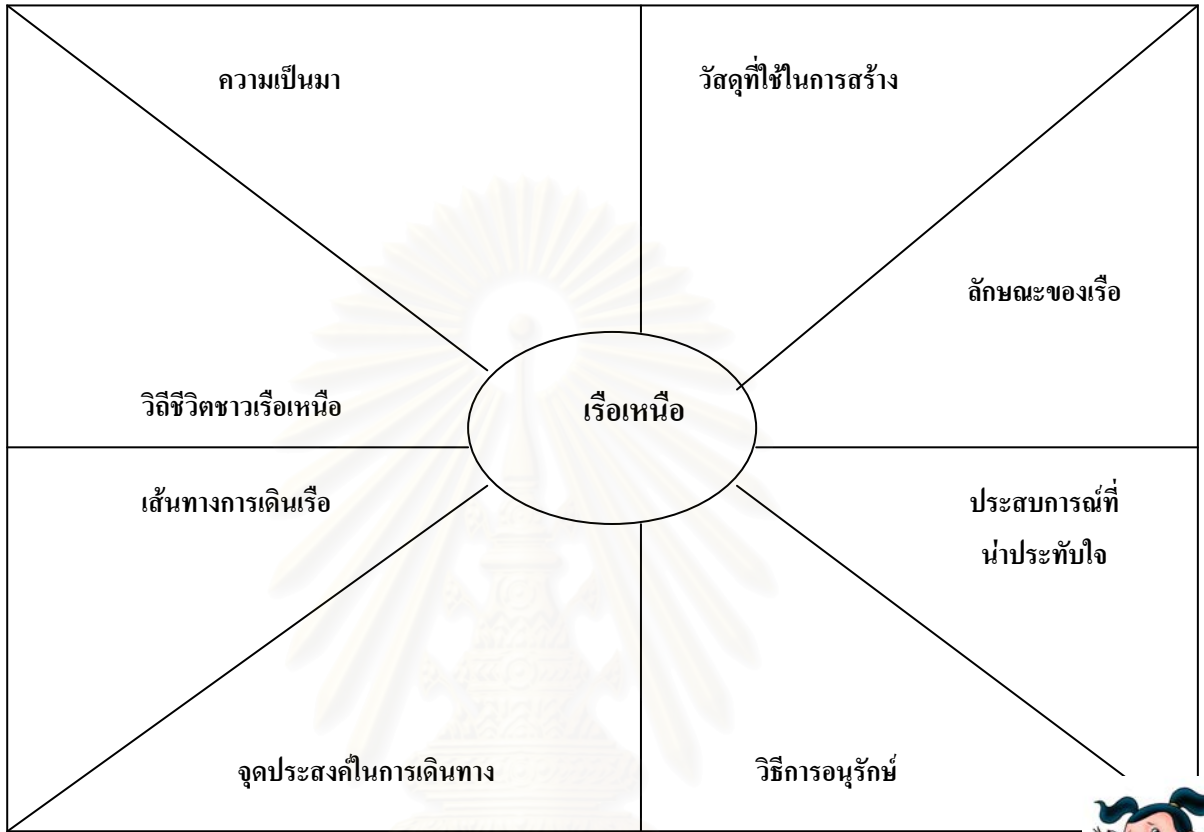 ความเป็นมา
วัสดุที่ใช้ในการสร้าง
ลักษณะของเรือ
วิถีชีวิตชาวเรือเหนือ
เรือเหนือ
เส้นทางการเดินเรือ
ประสบการณ์ที่
น่าประทับใจ
จุดประสงค์ในการเดินทาง
วิธีการอนุรักษ์